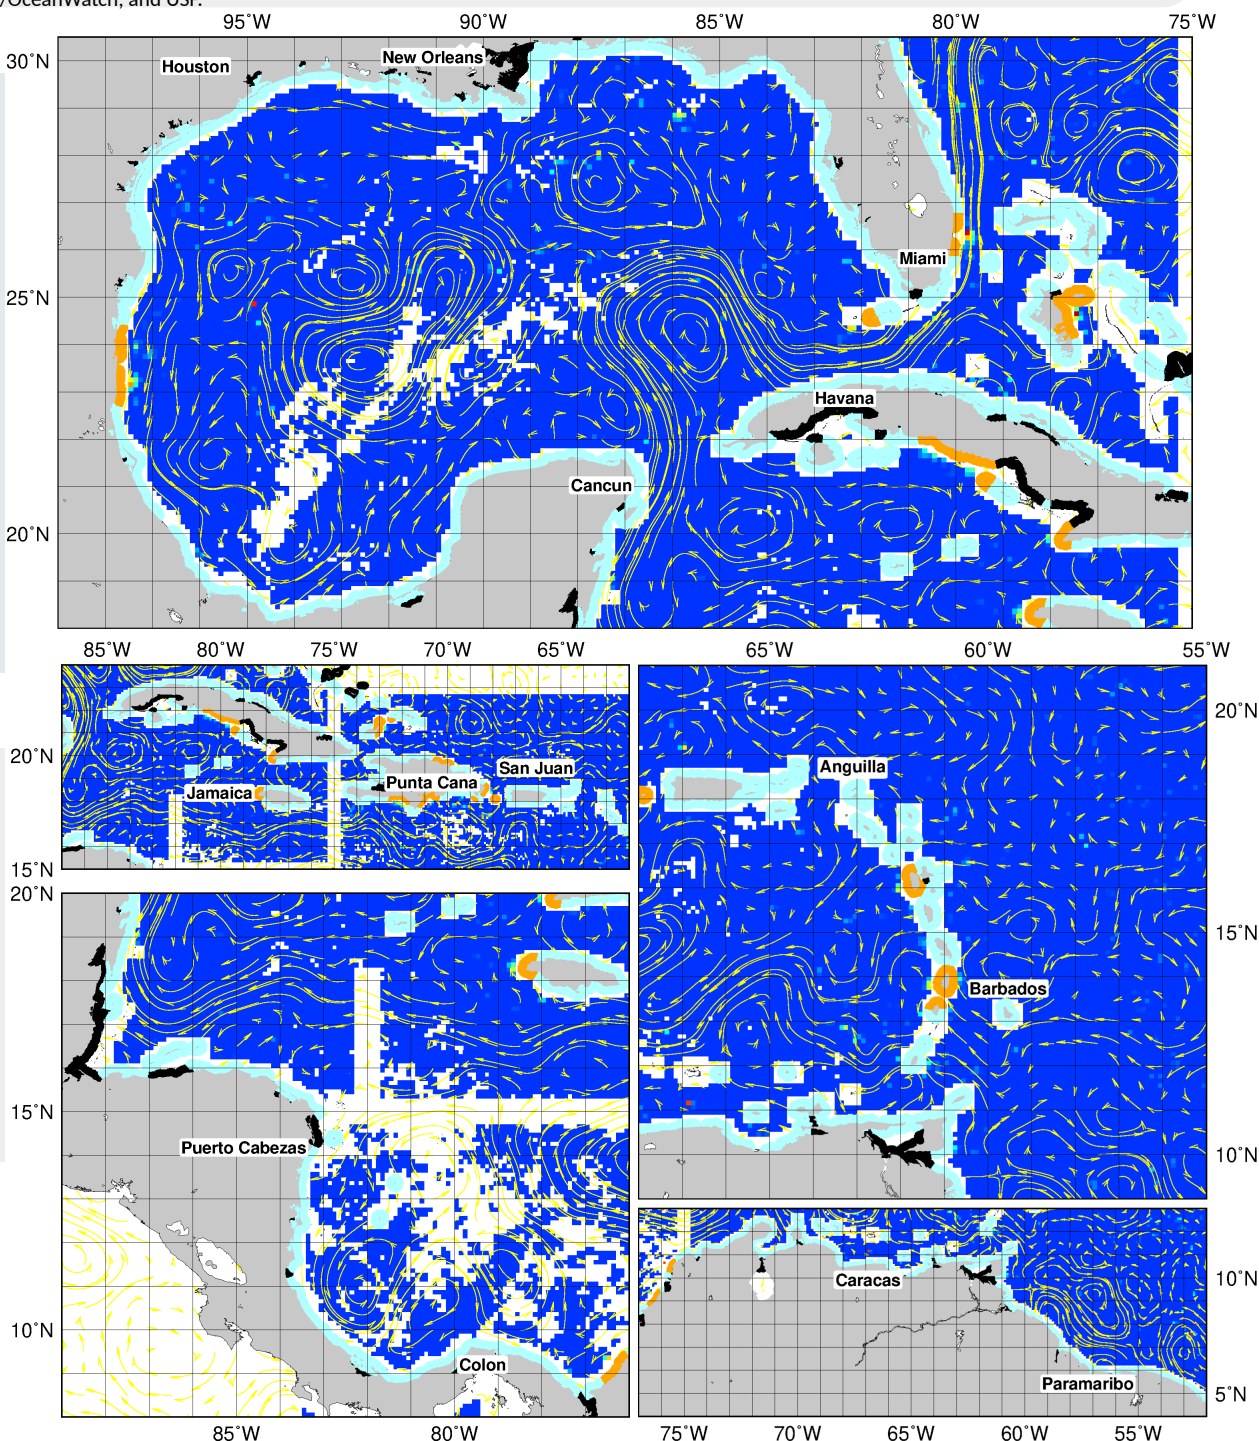 /OceanWatch, and USF.
95°W 90°W 85°W 80°W 75°W
30°N
Houston
New Orleans
Miami
25°N
Havana
Cancun
20°N
85°W 80°W 75°W 70°W 65°W
65°W 60°W 55°W
20°N
Jamaica
Punta Cana
San Juan
15°N
20°N
Anguilla
15°N
Barbados
10°N
20°N
15°N
Puerto Cabezas
10°N
Colon
85°W 80°W
Caracas
10°N
Paramaribo
5°N
75°W 70°W 65°W 60°W 55°W